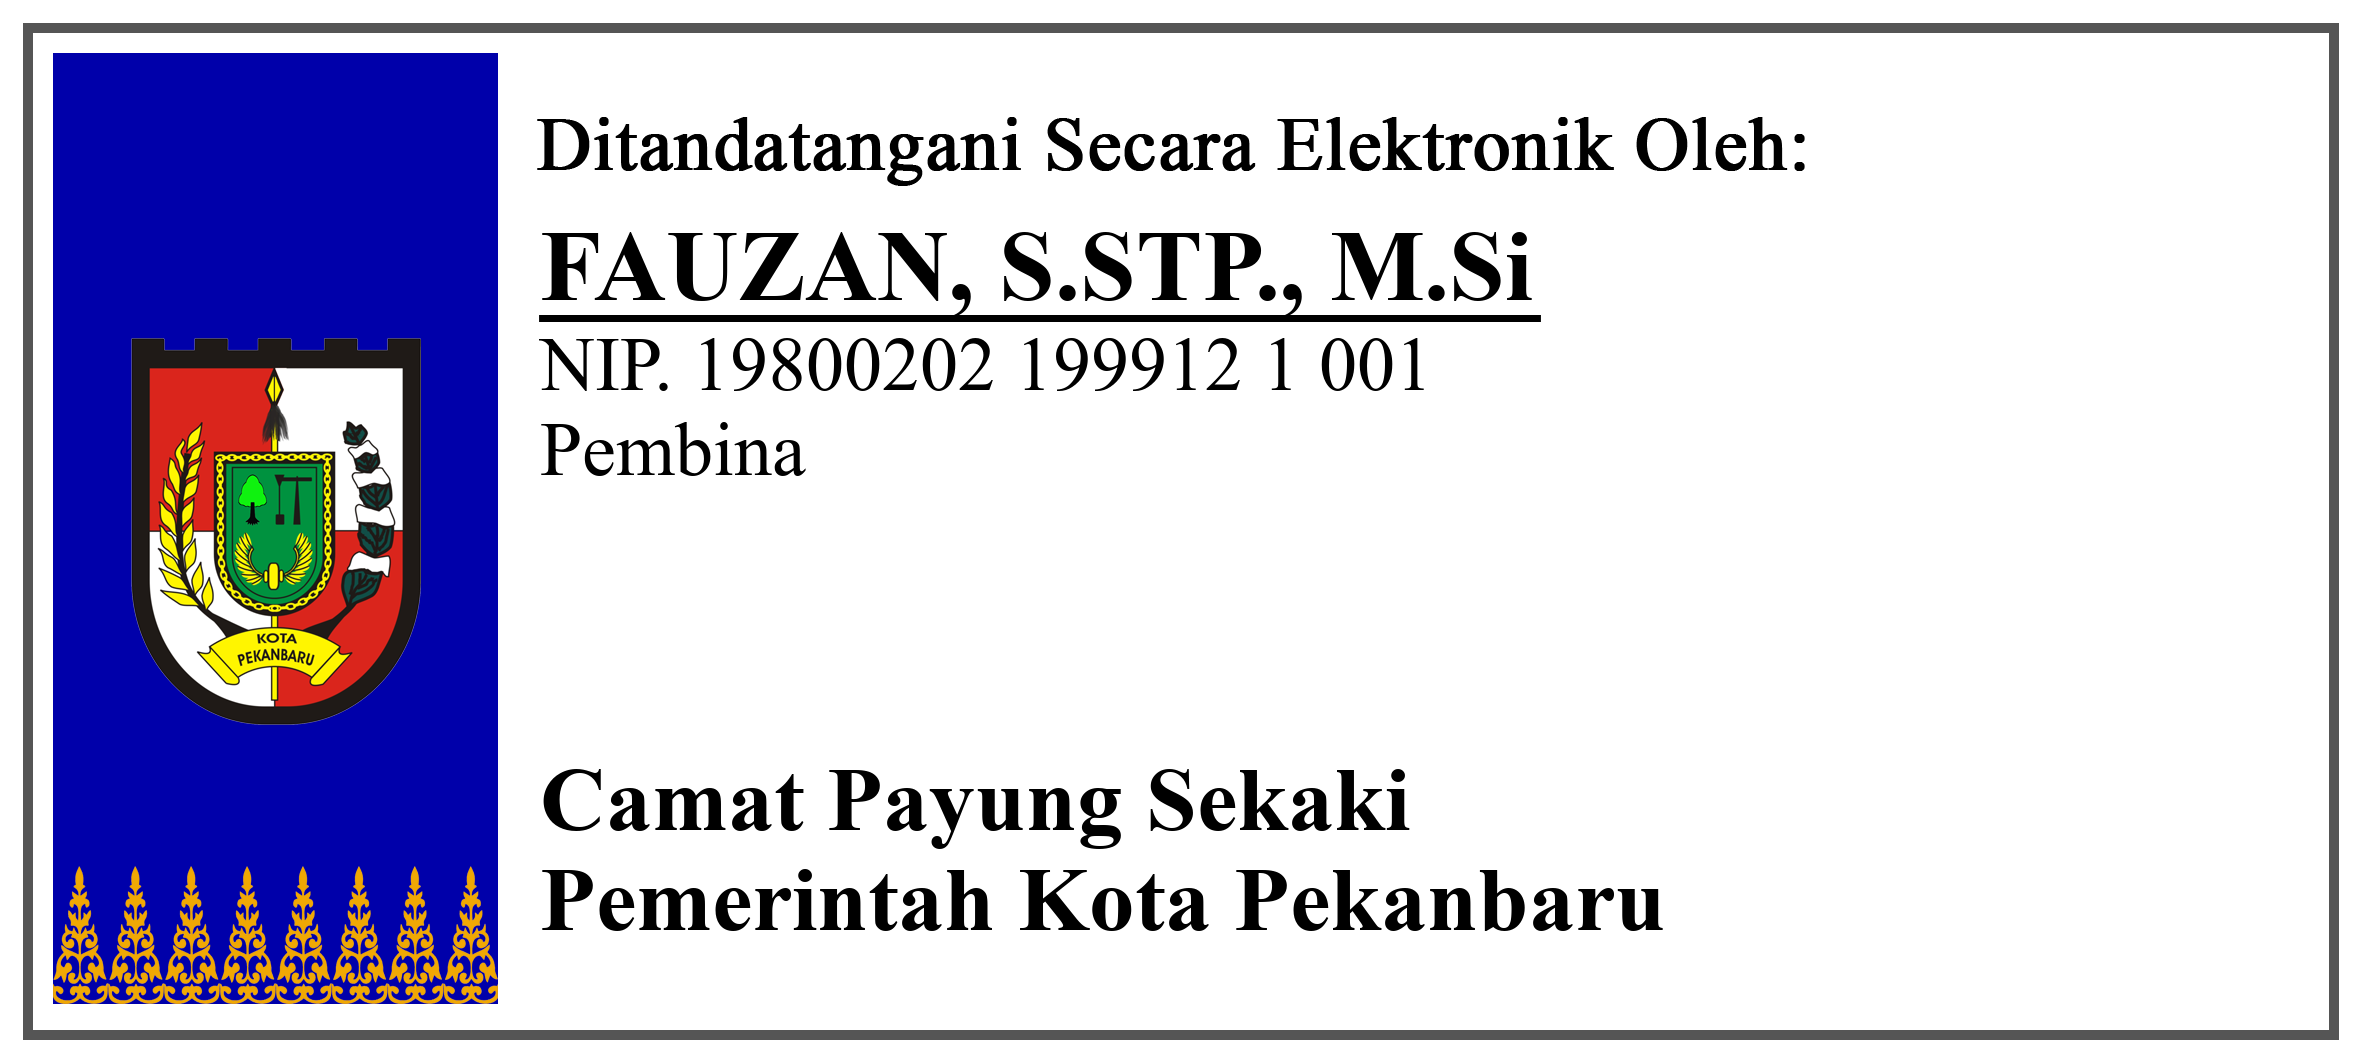 Ditandatangani Secara Elektronik Oleh:
FAUZAN, S.STP., M.Si
NIP. 19800202 199912 1 001
Pembina
KOTA
PEKANBARU
Camat Payung Sekaki
Pemerintah Kota Pekanbaru